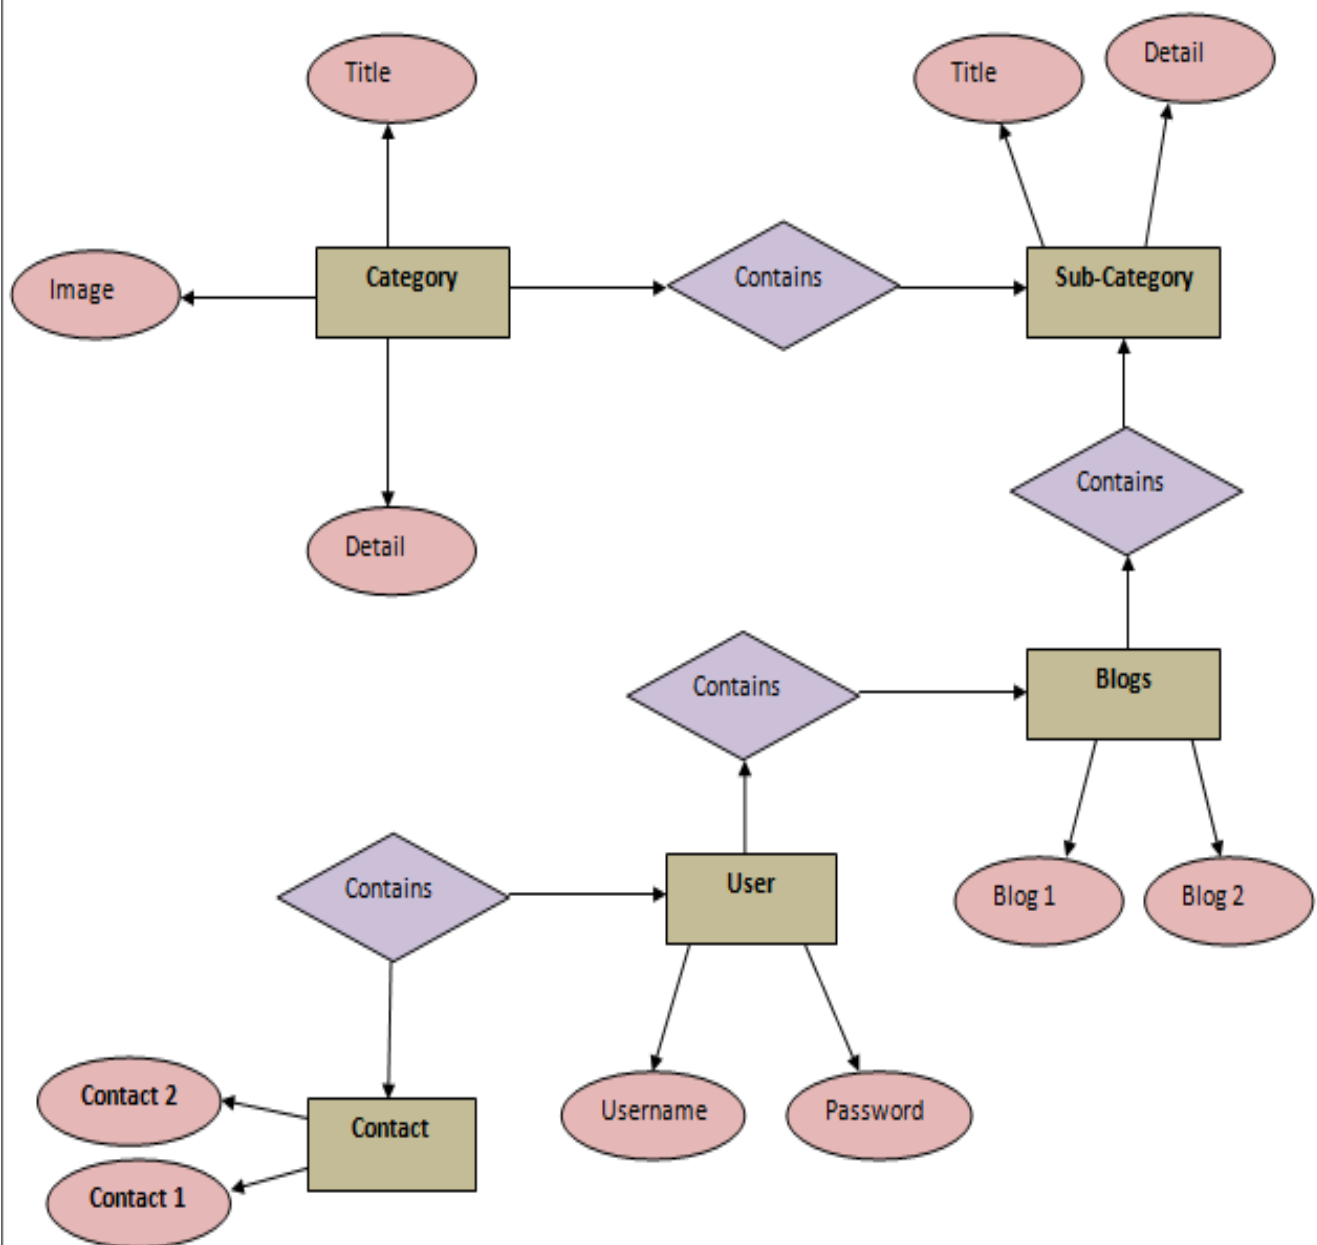 Title
Title
Detail
Image
Category
Contains
Sub-Category
Contains
Detail
Contains
Blogs
Contains
User
Blog 1
Blog 2
Contact 2
Contact
Username
Password
Contact 1